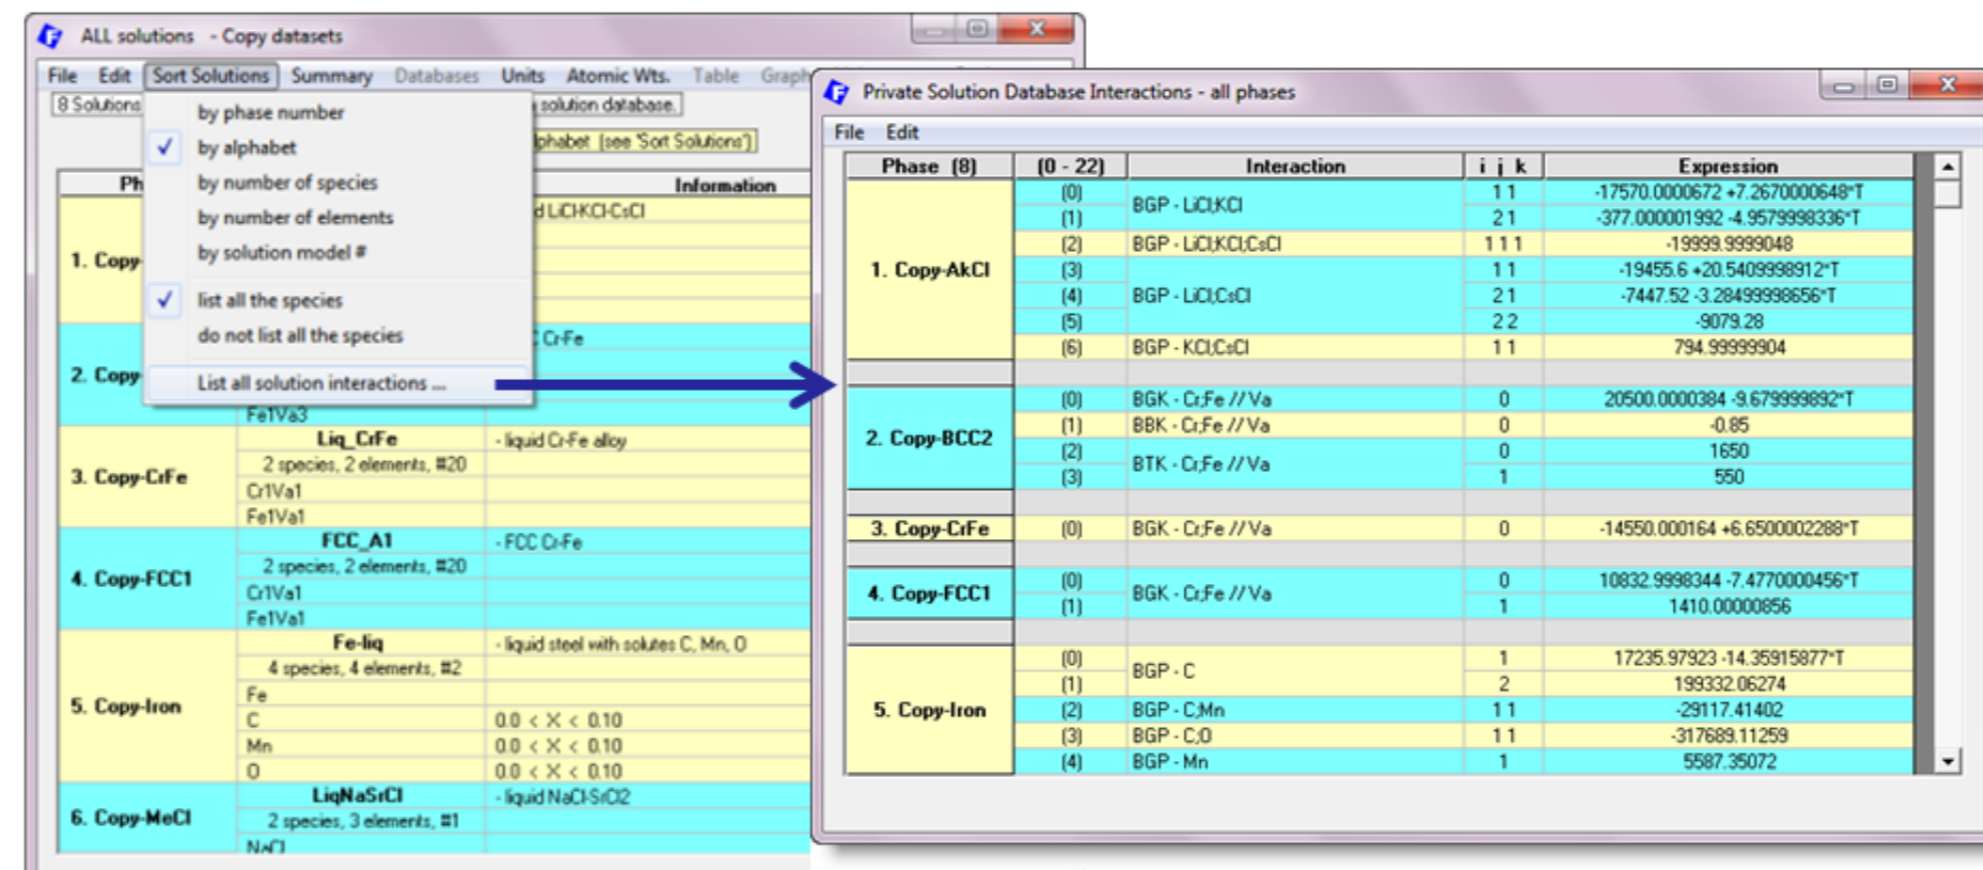 ALL solutions - Copy datasets
File Edit Sort Solutions Summary Databases Units Atomic Wts. Table Graph
8 Solutions solution database.
lphabet (see 'Sort Solutions')
by phase number
by alphabet
by number of species
by number of elements
by solution model #
list all the species
do not list all the species
List all solution interactions ...
Ph Information
1. Copy- d LiCl-KCl-CsCl
2. Copy- Cr-Fe
Fe1Va3
Liq_CrFe - liquid Cr-Fe alloy
3. Copy-CrFe 2 species, 2 elements, #20
Cr1Va1
Fe1Va1
FCC_A1 - FCC Cr-Fe
4. Copy-FCC1 2 species, 2 elements, #20
Cr1Va1
Fe1Va1
Fe-liq - liquid steel with solutes C, Mn, O
4 species, 4 elements, #2
5. Copy-Iron Fe
C 0.0 < X < 0.10
Mn 0.0 < X < 0.10
O 0.0 < X < 0.10
LiqNaSrCl - liquid NaCl-SrCl2
6. Copy-MeCl 2 species, 3 elements, #1
NaCl
Private Solution Database Interactions - all phases
File Edit
Phase (8) (0 - 22) Interaction i j k Expression
1. Copy-AkCl
(0) BGP - LiCl;KCl 1 1 -17570.0000672 +7.2670000648*T
(1) 2 1 -377.000001992 -4.9579998336*T
(2) BGP - LiCl;KCl;CsCl 1 1 1 -19999.9999048
(3) BGP - LiCl;CsCl 1 1 -19455.6 +20.5409998912*T
(4) 2 1 -7447.52 -3.28499998656*T
(5) 2 2 -9079.28
(6) BGP - KCl;CsCl 1 1 794.99999904
2. Copy-BCC2
(0) BGK - Cr;Fe // Va 0 20500.0000384 -9.679999892*T
(1) BBK - Cr;Fe // Va 0 -0.85
(2) BTK - Cr;Fe // Va 0 1650
(3) 1 550
3. Copy-CrFe (0) BGK - Cr;Fe // Va 0 -14550.000164 +6.6500002288*T
4. Copy-FCC1
(0) BGK - Cr;Fe // Va 0 10832.9998344 -7.4770000456*T
(1) 1 1410.00000856
5. Copy-Iron
(0) BGP - C 1 17235.97923 -14.35915877*T
(1) 2 199332.06274
(2) BGP - C;Mn 1 1 -29117.41402
(3) BGP - C;O 1 1 -317689.11259
(4) BGP - Mn 1 5587.35072